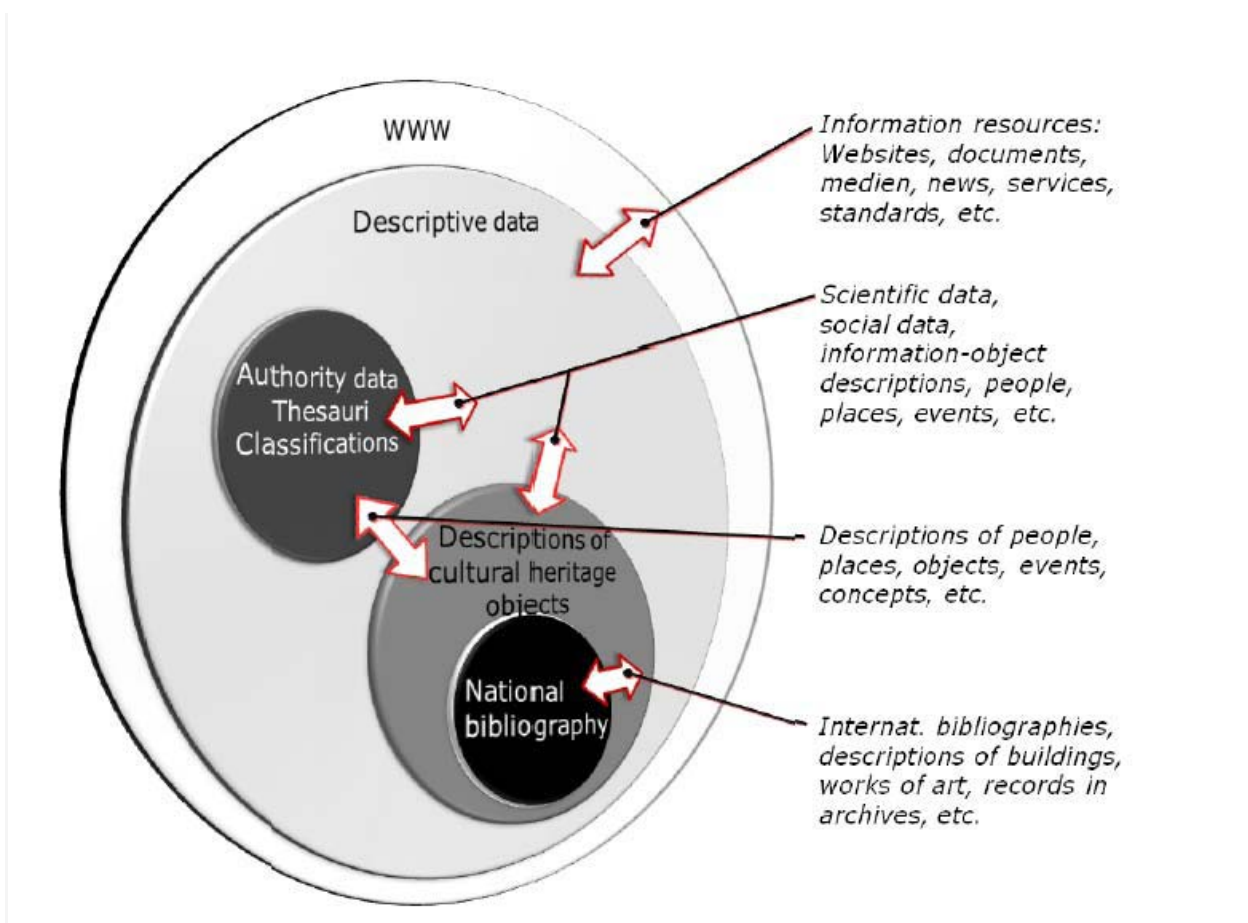 WWW
Descriptive data
Authority data
Thesauri
Classifications
Descriptions of
cultural heritage
objects
National
bibliography
Information resources:
Websites, documents,
medien, news, services,
standards, etc.
Scientific data,
social data,
information-object
descriptions, people,
places, events, etc.
Descriptions of people,
places, objects, events,
concepts, etc.
Internat. bibliographies,
descriptions of buildings,
works of art, records in
archives, etc.